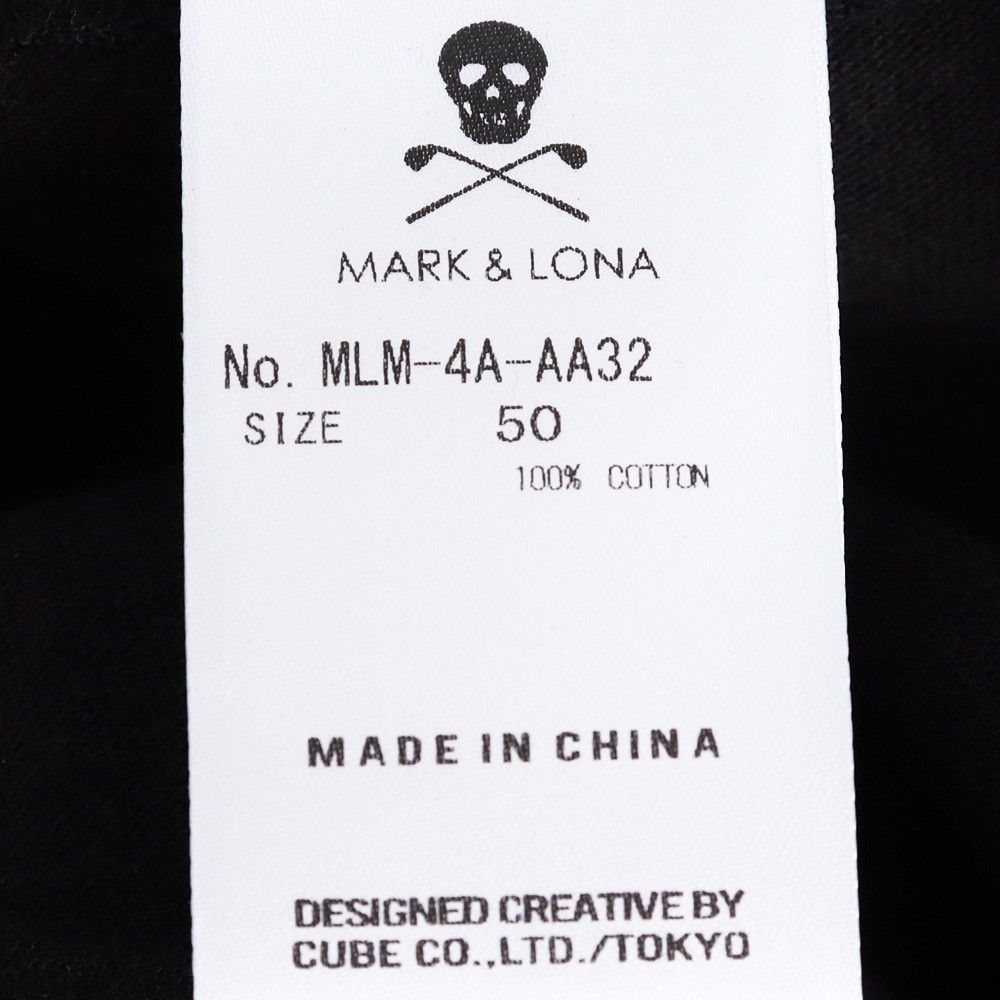 MARK & LONA
No. MLM-4A-AA32
SIZE 50
100% COTTON
MADE IN CHINA
DESIGNED CREATIVE BY
CUBE CO.,LTD./TOKYO